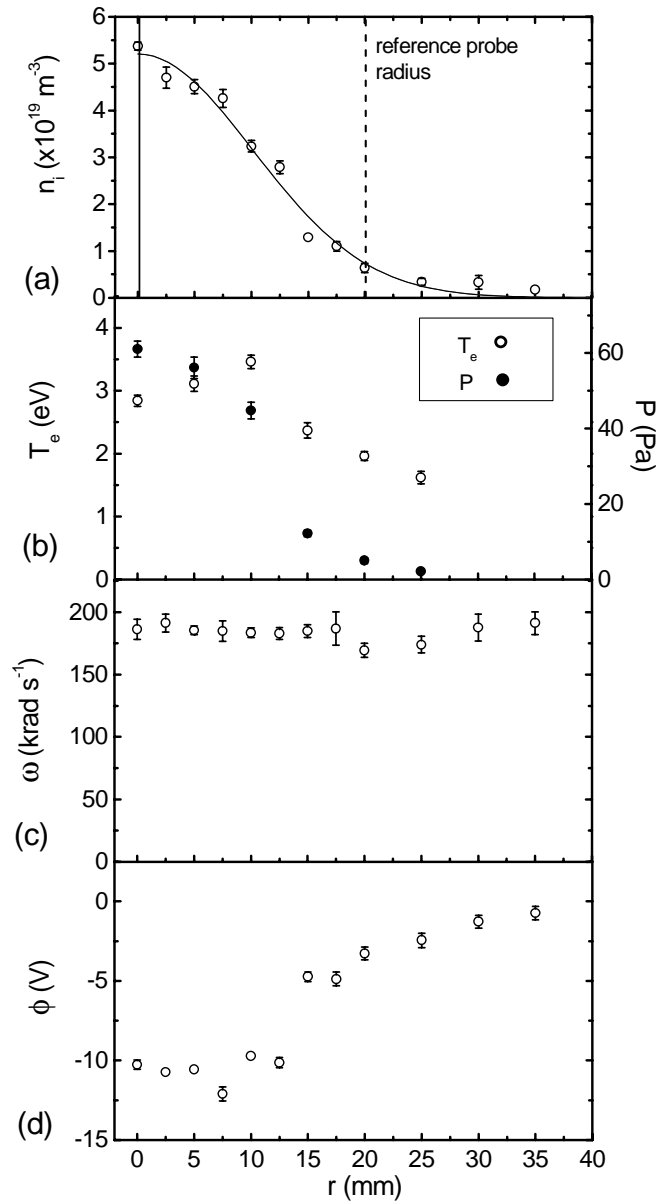 6
5
4
3
2
1
0
n_i (x10^19 m^-3)
reference probe
radius
(a)
4
3
2
1
0
T_e (eV)
T_e
P
60
40
20
0
P (Pa)
(b)
200
150
100
50
0
ω (krad s^-1)
(c)
0
-5
-10
-15
ϕ (V)
(d)
0 5 10 15 20 25 30 35 40
r (mm)